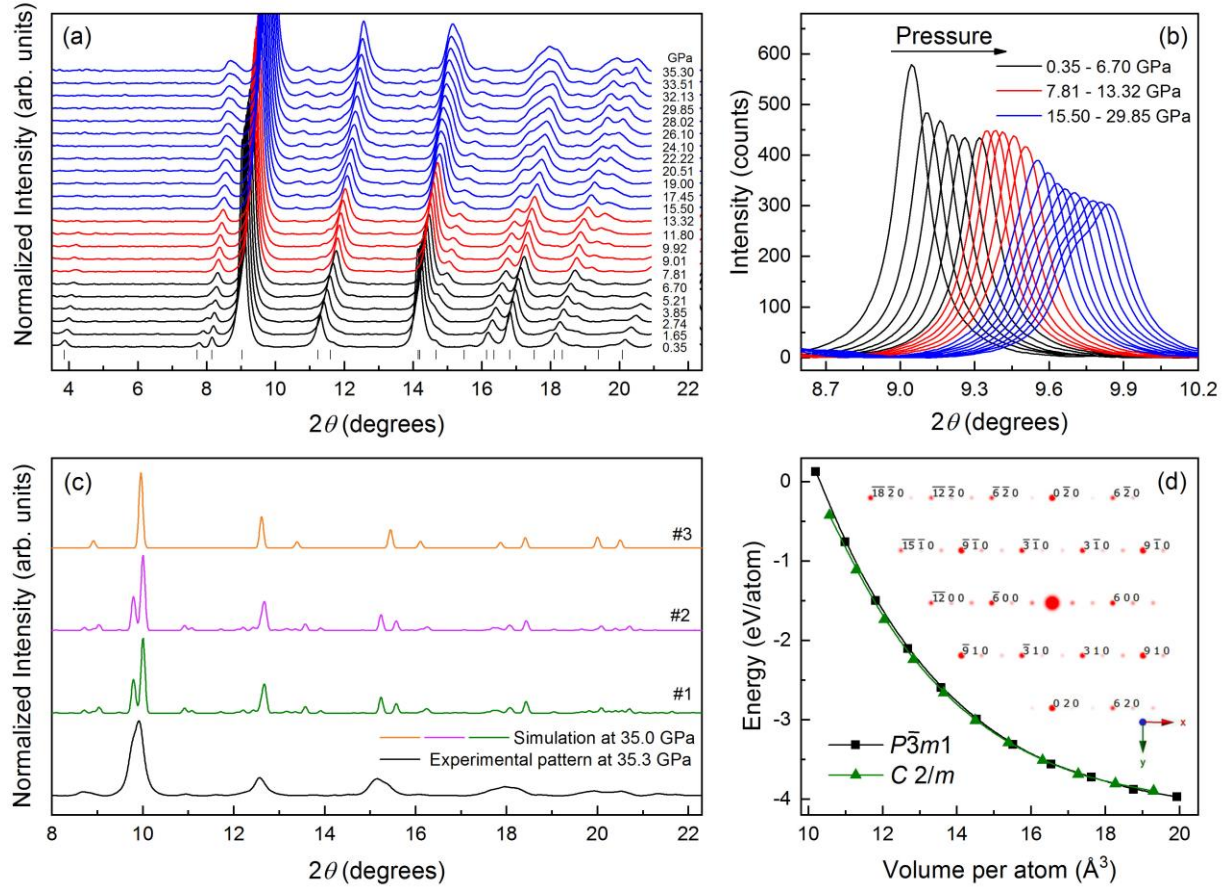 (a)
Normalized Intensity (arb. units)
GPa
35.30
33.51
32.13
29.85
28.02
26.10
24.10
22.22
20.51
19.00
17.45
15.50
13.32
11.80
9.92
9.01
7.81
6.70
5.21
3.85
2.74
1.65
0.35
4 6 8 10 12 14 16 18 20 22
2θ (degrees)
(b)
Pressure
0.35 - 6.70 GPa
7.81 - 13.32 GPa
15.50 - 29.85 GPa
Intensity (counts)
600
500
400
300
200
100
0
8.7 9.0 9.3 9.6 9.9 10.2
2θ (degrees)
(c)
Normalized Intensity (arb. units)
#3
#2
#1
Simulation at 35.0 GPa
Experimental pattern at 35.3 GPa
8 10 12 14 16 18 20 22
2θ (degrees)
(d)
Energy (eV/atom)
0
-1
-2
-3
-4
1̅8̅ 2̅ 0 1̅2̅ 2̅ 0 6̅ 2̅ 0 0 2̅ 0 6 2̅ 0
1̅5̅ 1̅ 0 9̅ 1̅ 0 3̅ 1̅ 0 3 1̅ 0 9 1̅ 0
1̅2̅ 0 0 6̅ 0 0 6 0 0
9̅ 1 0 3̅ 1 0 3 1 0 9 1 0
0 2 0 6 2 0
x
y
P3̅m1
C 2/m
10 12 14 16 18 20
Volume per atom (Å³)